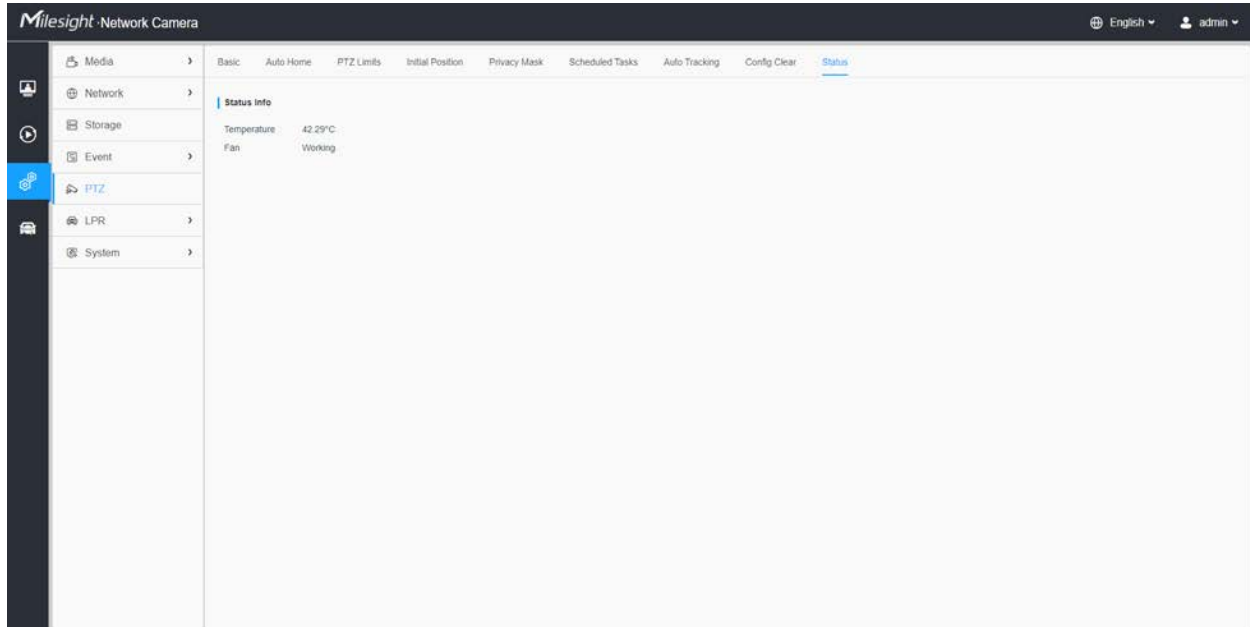 Milesight·Network Camera
English
admin
Media
Network
Storage
Event
PTZ
LPR
System
Basic Auto Home PTZ Limits Initial Position Privacy Mask Scheduled Tasks Auto Tracking Config Clear Status
Status Info
Temperature 42.29°C
Fan Working